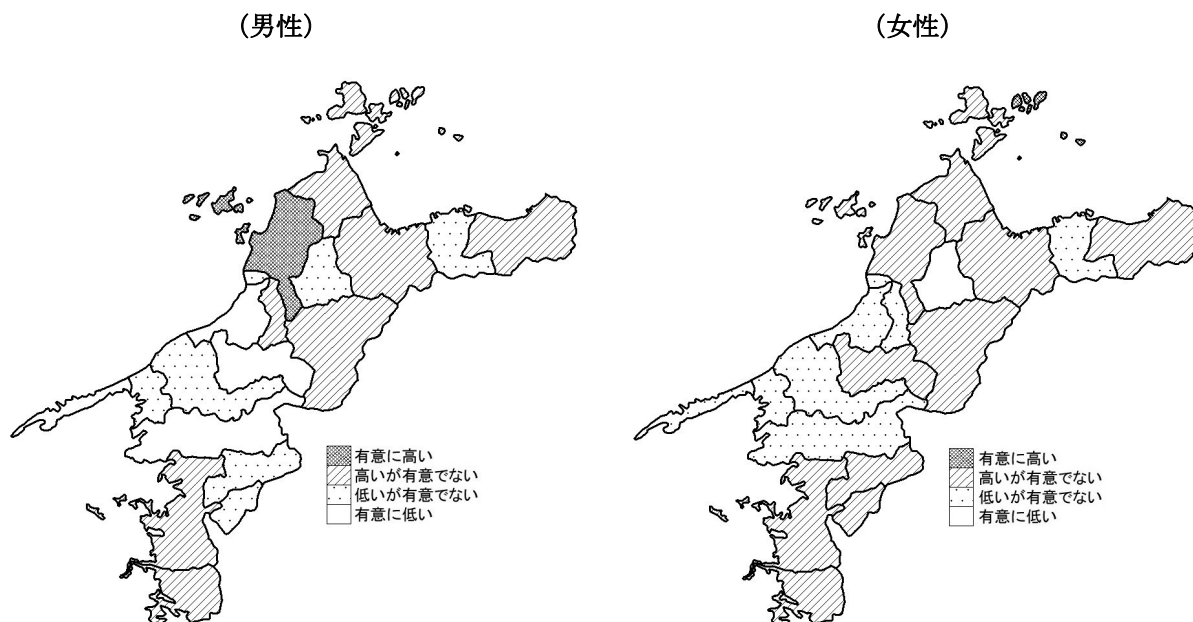 （男性）
（女性）
有意に高い
高いが有意でない
低いが有意でない
有意に低い
有意に高い
高いが有意でない
低いが有意でない
有意に低い